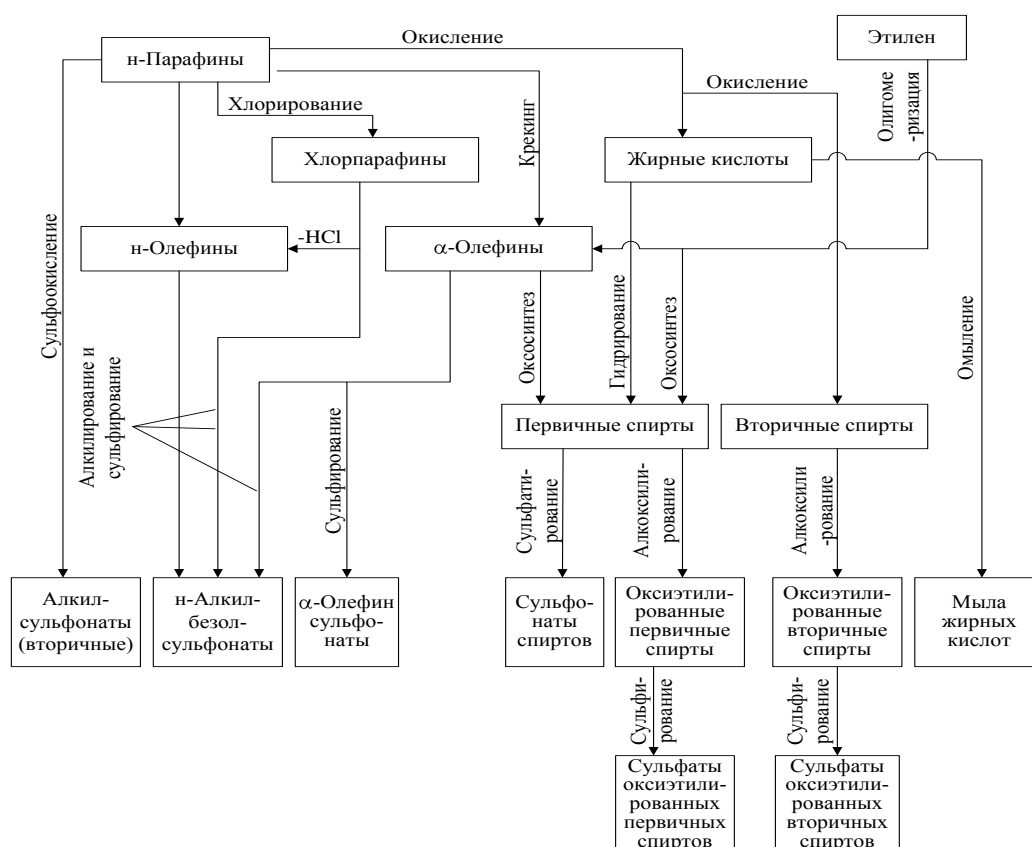 Окисление
Этилен
н-Парафины
Хлорирование
Окисление
Олигоме
-ризация
Крекинг
Хлорпарафины
Жирные кислоты
н-Олефины
-HCl
α-Олефины
Сульфоокисление
Алкилирование и
сульфирование
Сульфирование
Оксосинтез
Гидрирование
Оксосинтез
Омыление
Первичные спирты
Вторичные спирты
Сульфати-
рование
Алкоксили-
рование
Алкоксили
-рование
Алкил-
сульфонаты
(вторичные)
н-Алкил-
безол-
сульфонаты
α-Олефин
сульфо-
наты
Сульфо-
наты
спиртов
Оксиэтили-
рованные
первичные
спирты
Оксиэтили-
рованные
вторичные
спирты
Мыла
жирных
кислот
Сульфи-
рование
Сульфи-
рование
Сульфаты
оксиэтили-
рованных
первичных
спиртов
Сульфаты
оксиэтили-
рованных
вторичных
спиртов